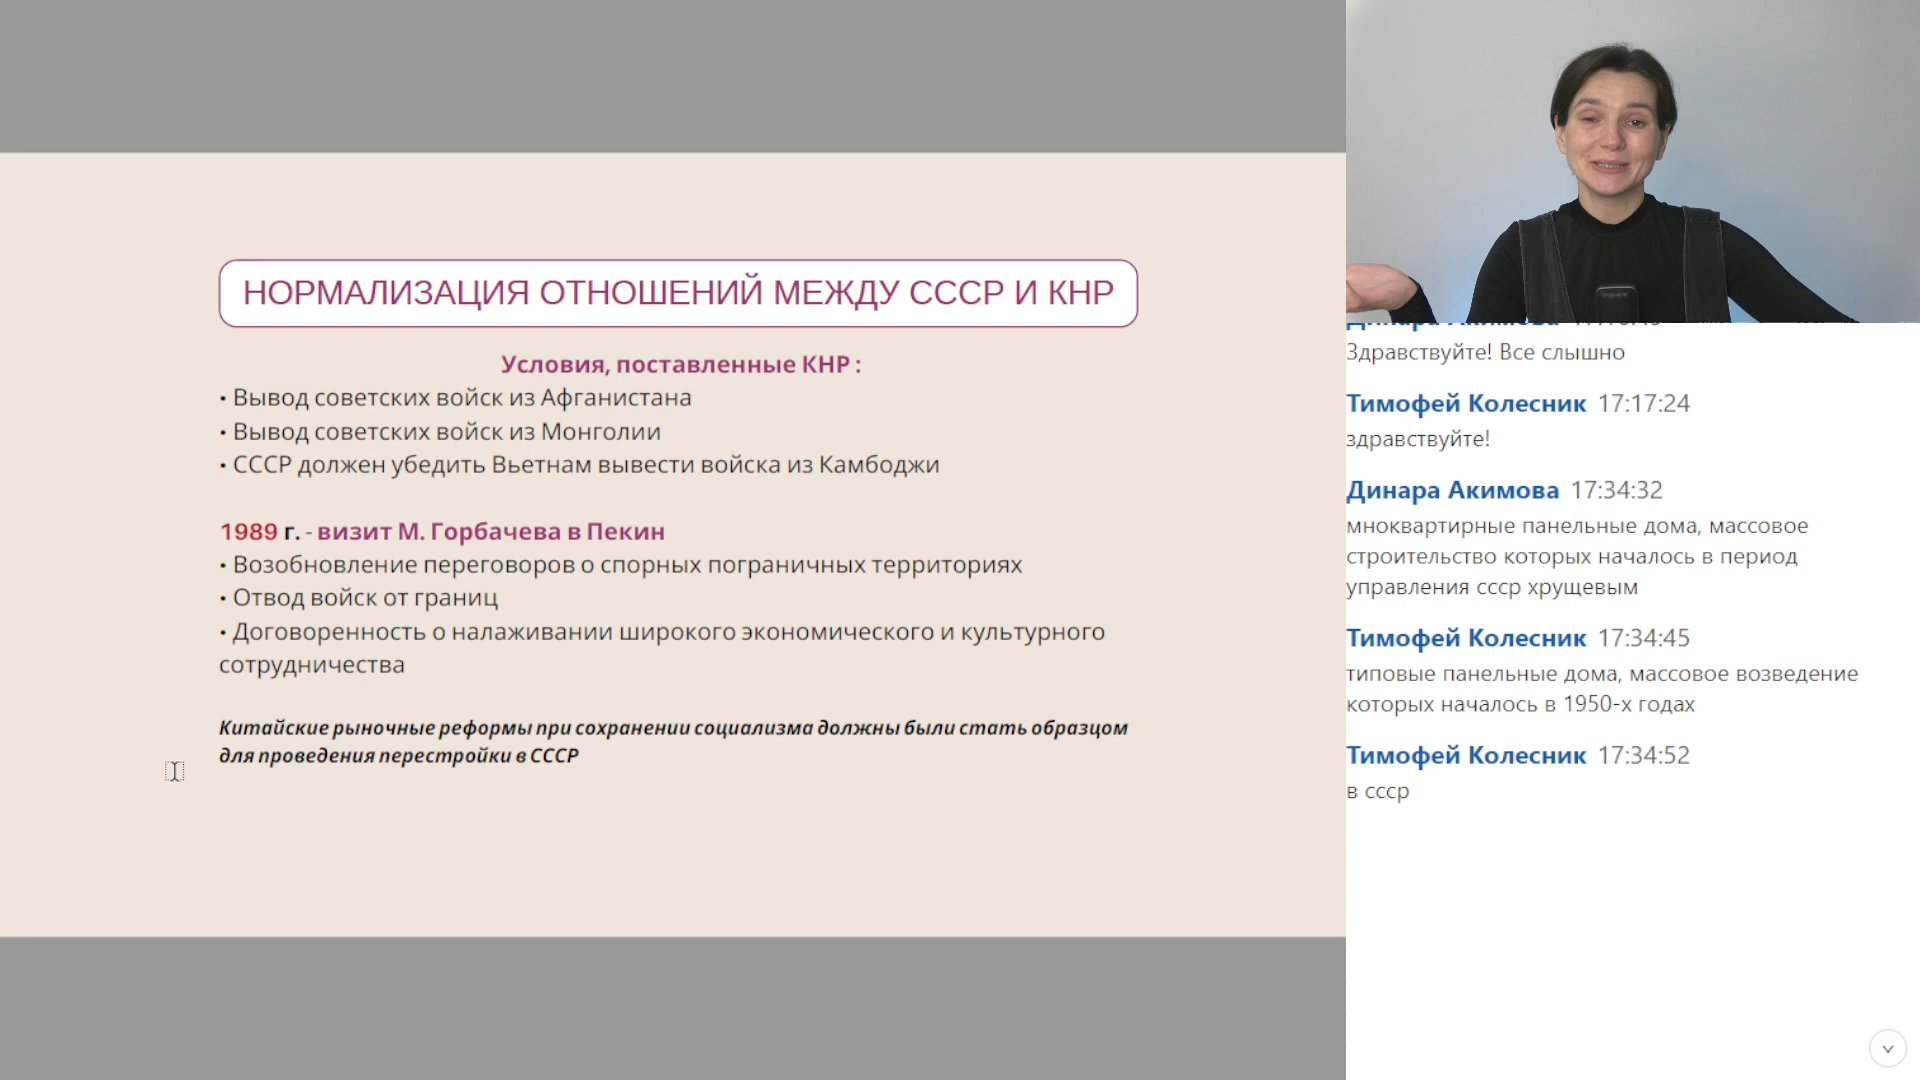 НОРМАЛИЗАЦИЯ ОТНОШЕНИЙ МЕЖДУ СССР И КНР
Условия, поставленные КНР :
• Вывод советских войск из Афганистана
• Вывод советских войск из Монголии
• СССР должен убедить Вьетнам вывести войска из Камбоджи
1989 г. - визит М. Горбачева в Пекин
• Возобновление переговоров о спорных пограничных территориях
• Отвод войск от границ
• Договоренность о налаживании широкого экономического и культурного
сотрудничества
Китайские рыночные реформы при сохранении социализма должны были стать образцом
для проведения перестройки в СССР
Динара Акимова
Здравствуйте! Все слышно
Тимофей Колесник 17:17:24
здравствуйте!
Динара Акимова 17:34:32
мноквартирные панельные дома, массовое
строительство которых началось в период
управления ссср хрущевым
Тимофей Колесник 17:34:45
типовые панельные дома, массовое возведение
которых началось в 1950-х годах
Тимофей Колесник 17:34:52
в ссср